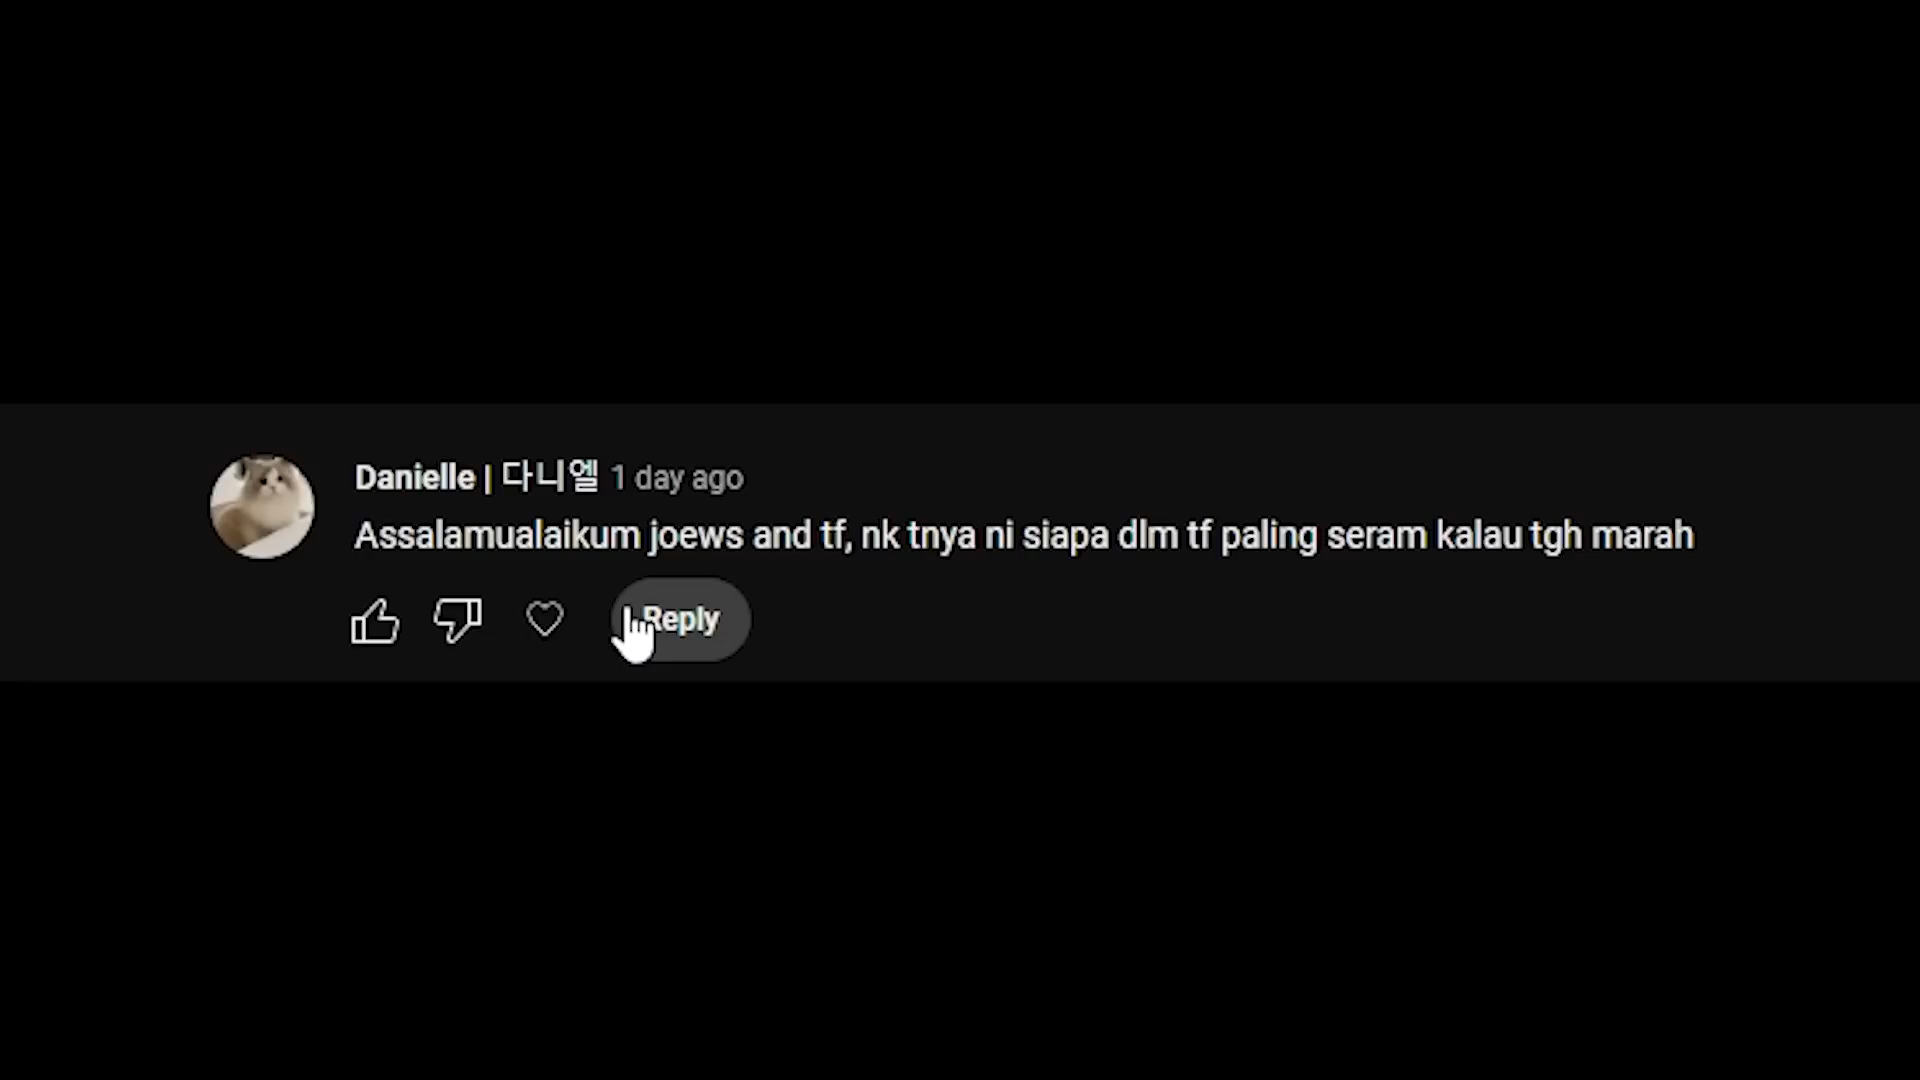 Danielle | 다니엘 1 day ago
Assalamualaikum joews and tf, nk tnya ni siapa dlm tf paling seram kalau tgh marah
Reply